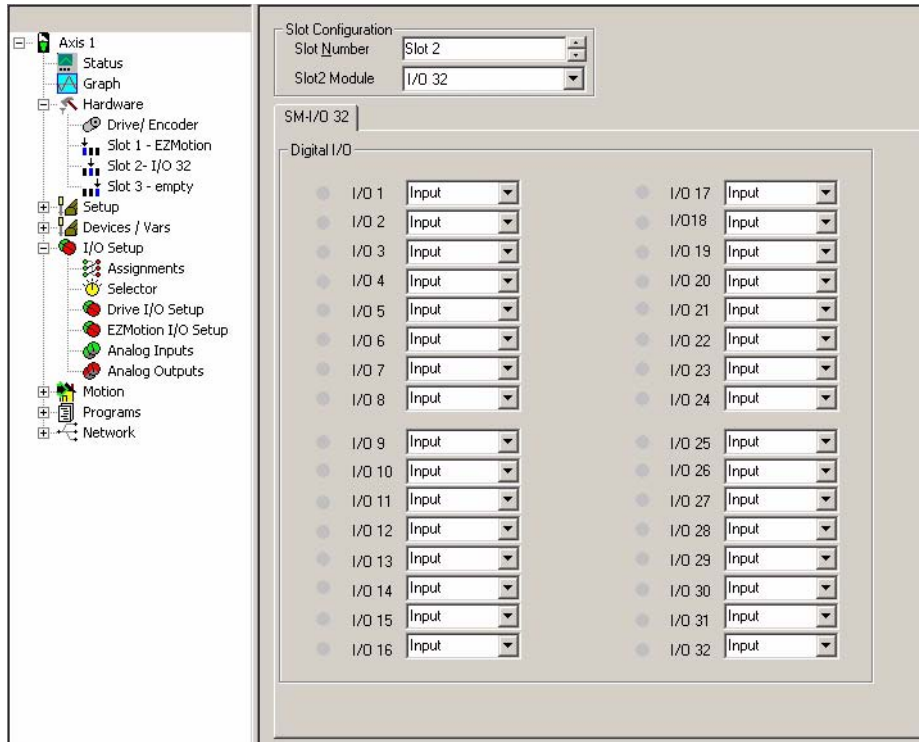 Axis 1
Status
Graph
Hardware
Drive/ Encoder
Slot 1 - EZMotion
Slot 2- I/O 32
Slot 3 - empty
Setup
Devices / Vars
I/O Setup
Assignments
Selector
Drive I/O Setup
EZMotion I/O Setup
Analog Inputs
Analog Outputs
Motion
Programs
Network
Slot Configuration
Slot Number Slot 2
Slot2 Module I/O 32
SM-I/O 32
Digital I/O
I/O 1 Input
I/O 2 Input
I/O 3 Input
I/O 4 Input
I/O 5 Input
I/O 6 Input
I/O 7 Input
I/O 8 Input
I/O 9 Input
I/O 10 Input
I/O 11 Input
I/O 12 Input
I/O 13 Input
I/O 14 Input
I/O 15 Input
I/O 16 Input
I/O 17 Input
I/O18 Input
I/O 19 Input
I/O 20 Input
I/O 21 Input
I/O 22 Input
I/O 23 Input
I/O 24 Input
I/O 25 Input
I/O 26 Input
I/O 27 Input
I/O 28 Input
I/O 29 Input
I/O 30 Input
I/O 31 Input
I/O 32 Input